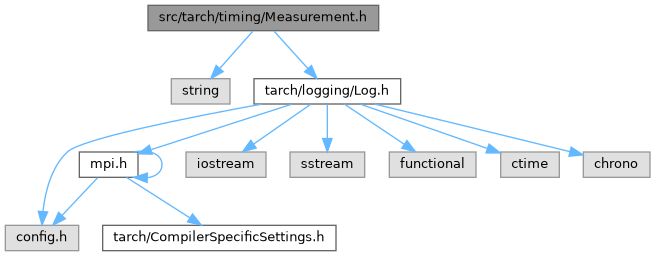 src/tarch/timing/Measurement.h
string
tarch/logging/Log.h
mpi.h
iostream
sstream
functional
ctime
chrono
config.h
tarch/CompilerSpecificSettings.h